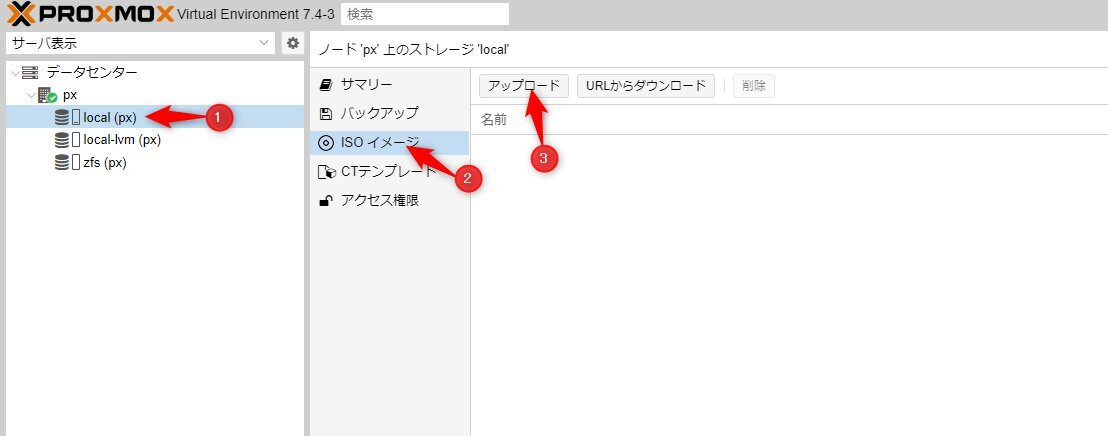 PROXMOX Virtual Environment 7.4-3 検索
サーバ表示
データセンター
px
local (px)
local-lvm (px)
zfs (px)
1
ノード 'px' 上のストレージ 'local'
サマリー
バックアップ
ISO イメージ
CTテンプレート
アクセス権限
2
アップロード URLからダウンロード 削除
名前
3